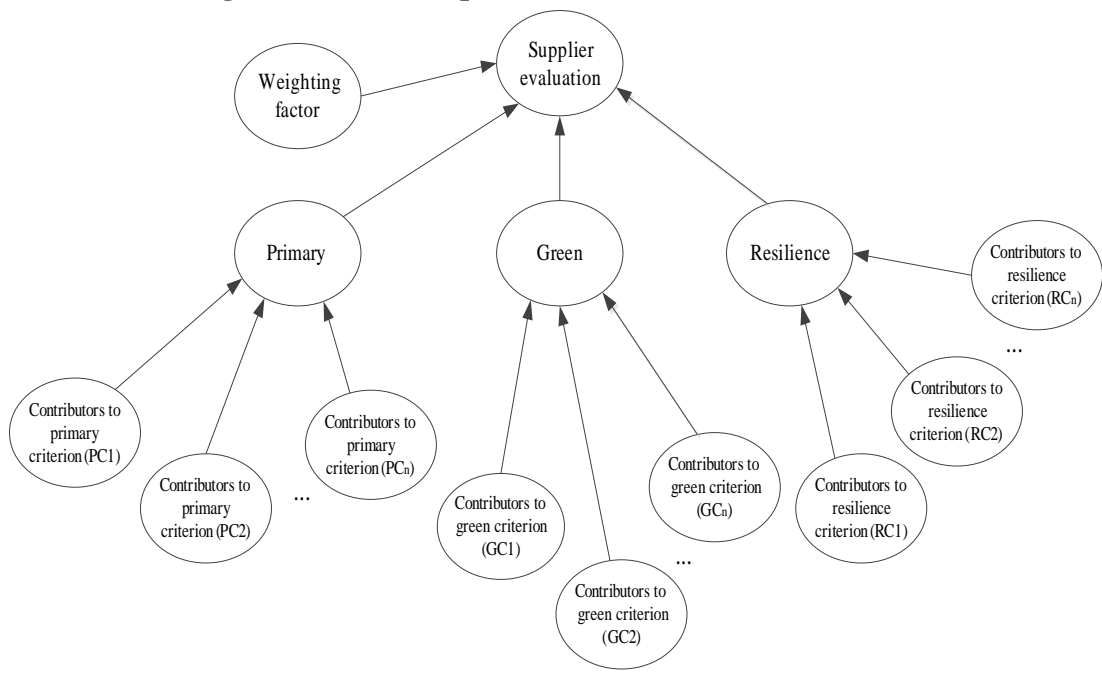 Supplier
evaluation
Weighting
factor
Primary
Green
Resilience
Contributors to
resilience
criterion (RCn)
...
Contributors to
primary
criterion (PC1)
Contributors to
primary
criterion (PC2)
...
Contributors to
primary
criterion (PCn)
Contributors to
green criterion
(GC1)
Contributors to
green criterion
(GC2)
...
Contributors to
green criterion
(GCn)
Contributors to
resilience
criterion (RC1)
Contributors to
resilience
criterion (RC2)